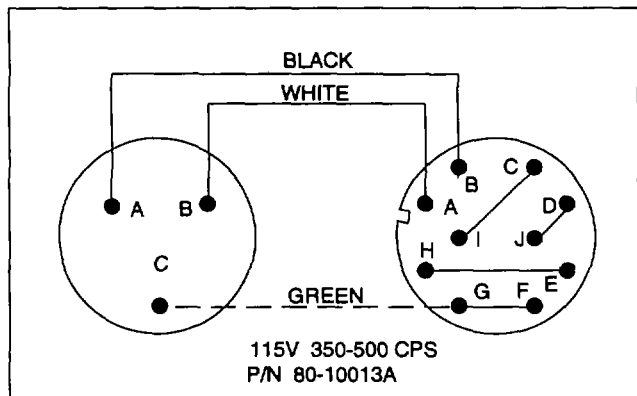 BLACK
WHITE
A B C
B C A D I J H E G F
GREEN
115V 350-500 CPS
P/N 80-10013A